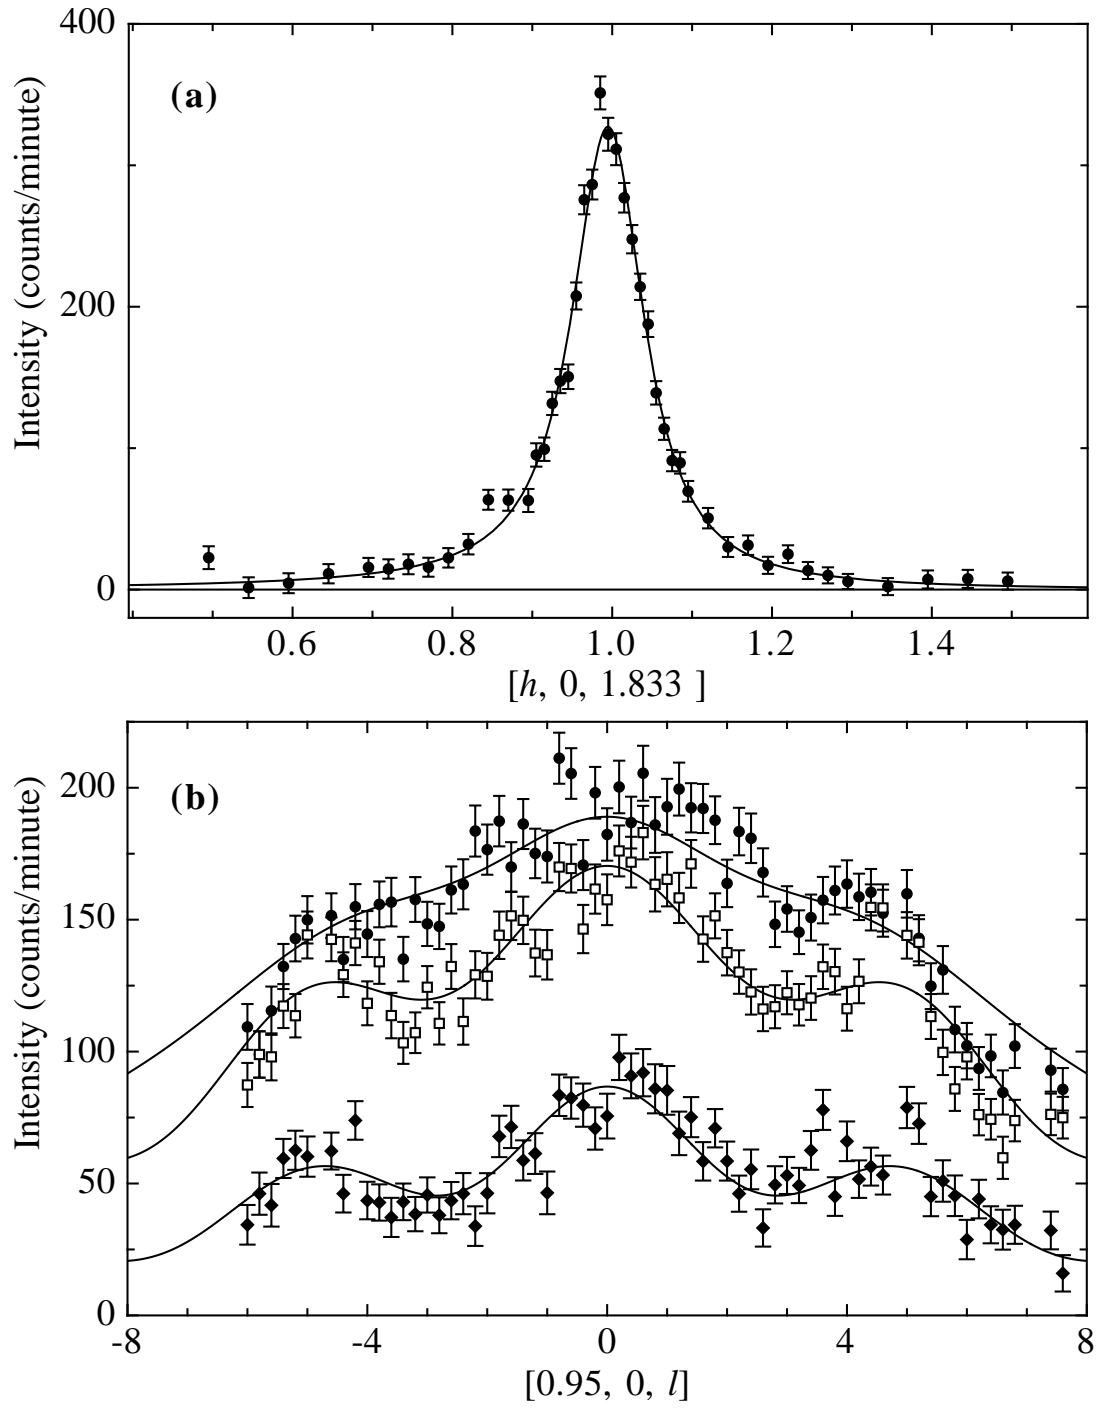 400
(a)
Intensity (counts/minute)
200
0
0.6 0.8 1.0 1.2 1.4
[h, 0, 1.833 ]
200
(b)
150
Intensity (counts/minute)
100
50
0
-8 -4 0 4 8
[0.95, 0, l]